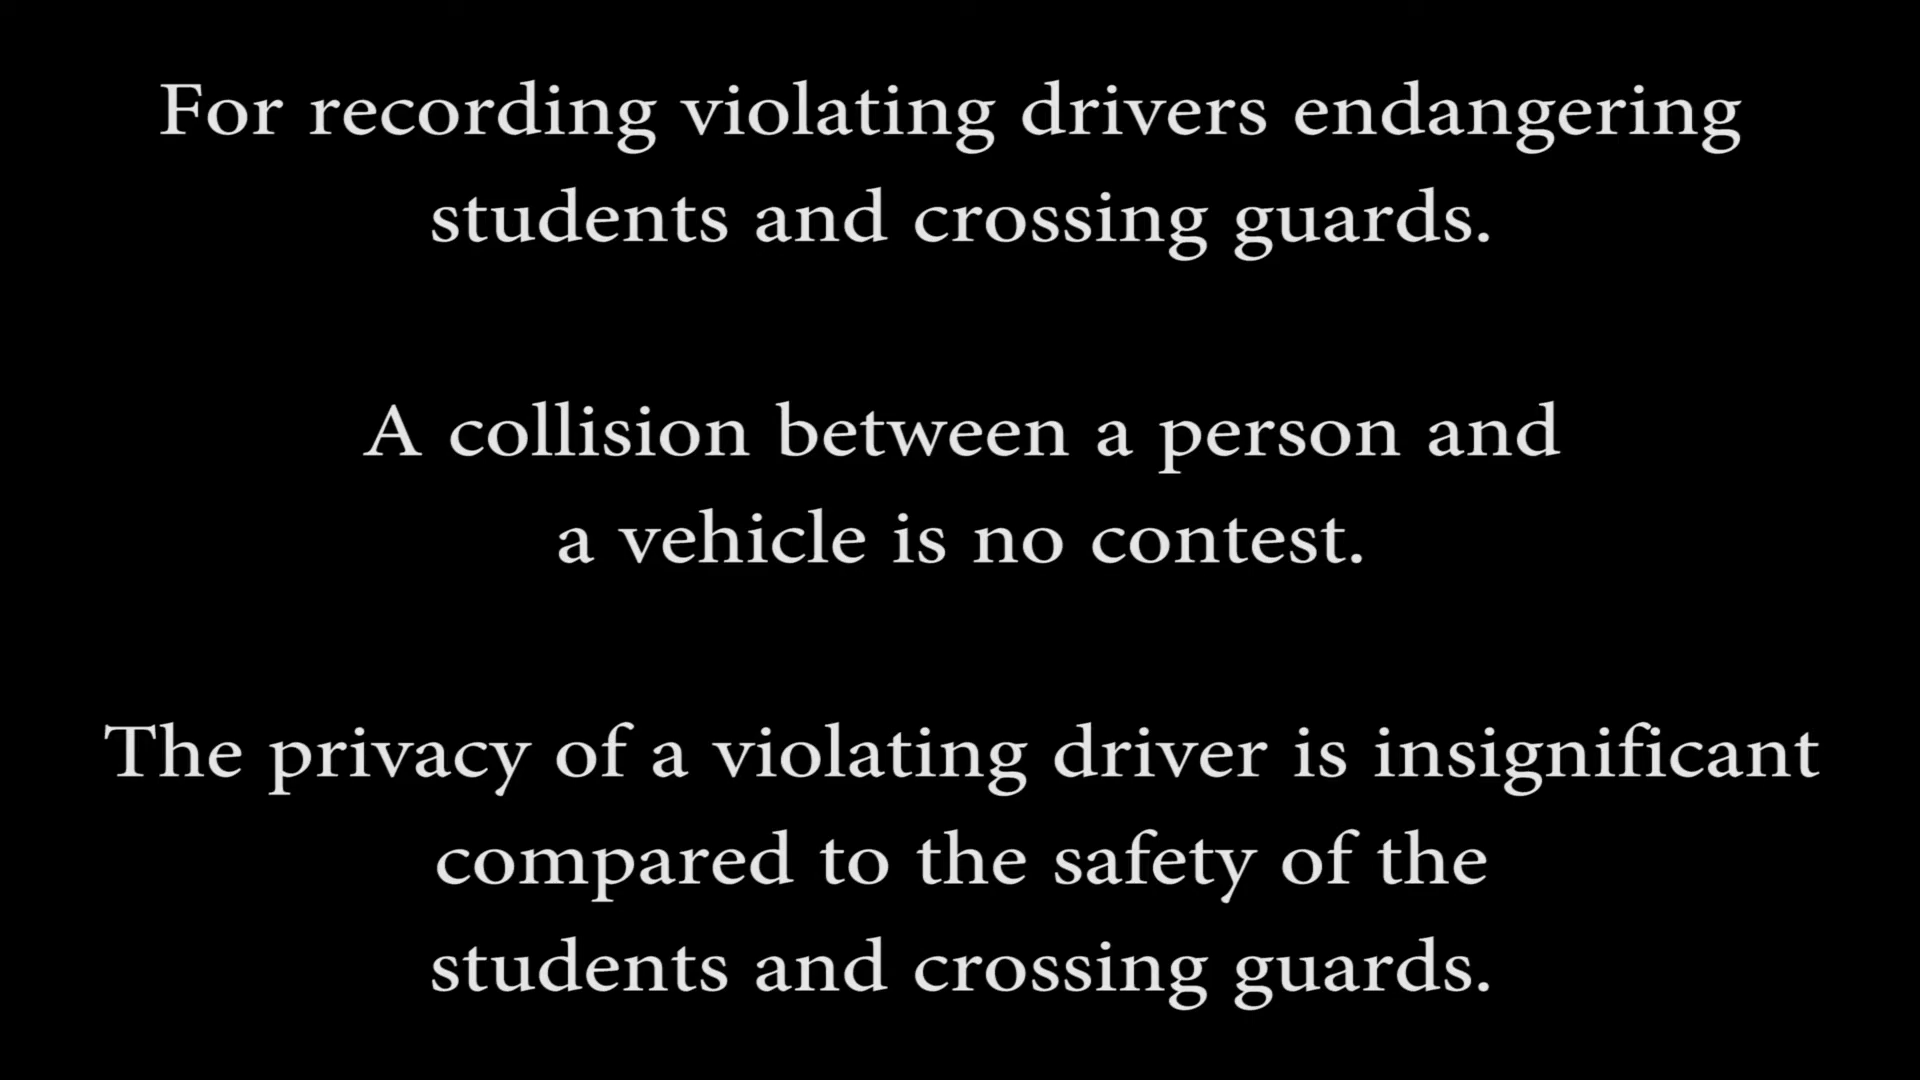 For recording violating drivers endangering
students and crossing guards.
A collision between a person and
a vehicle is no contest.
The privacy of a violating driver is insignificant
compared to the safety of the
students and crossing guards.